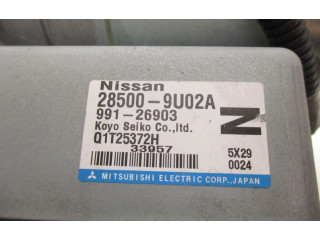 Nissan
28500-9U02A
991-26903
Koyo Seiko Co.,ltd.
Q1T25372H
33957
N
5X29
0024
MITSUBISHI ELECTRIC CORP., JAPAN